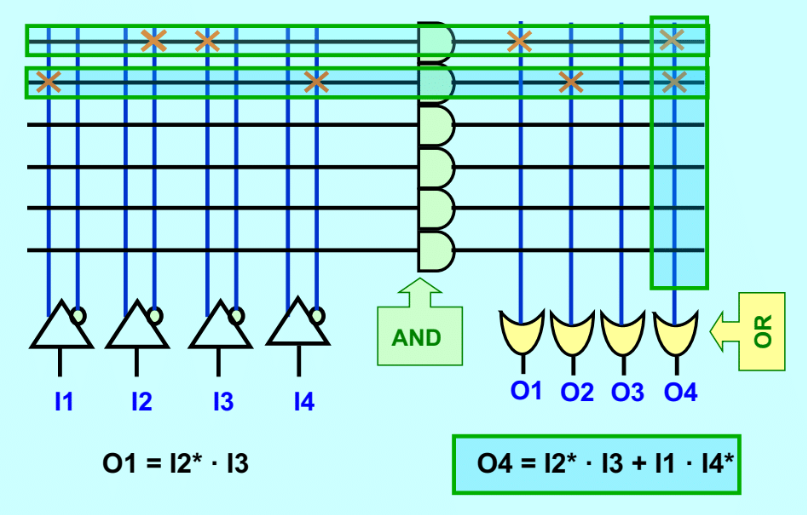 AND
OR
I1 I2 I3 I4
O1 O2 O3 O4
O1 = I2* · I3
O4 = I2* · I3 + I1 · I4*